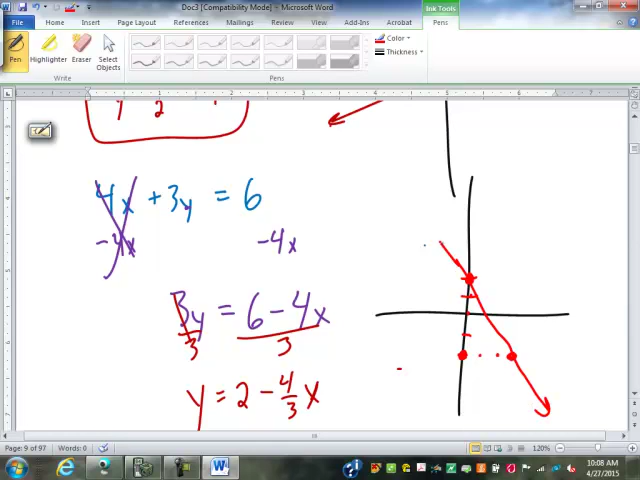 Doc3 [Compatibility Mode] - Microsoft Word
Ink Tools
File Home Insert Page Layout References Mailings Review View Add-Ins Acrobat Pens
Pen Highlighter Eraser Select Objects
Color
Thickness
Write
Pens
y 2
4x + 3y = 6
-4x -4x
3y = 6 - 4x
3 3
y = 2 - 4/3 x
Page: 9 of 97 Words: 0 120%
10:08 AM
4/27/2015